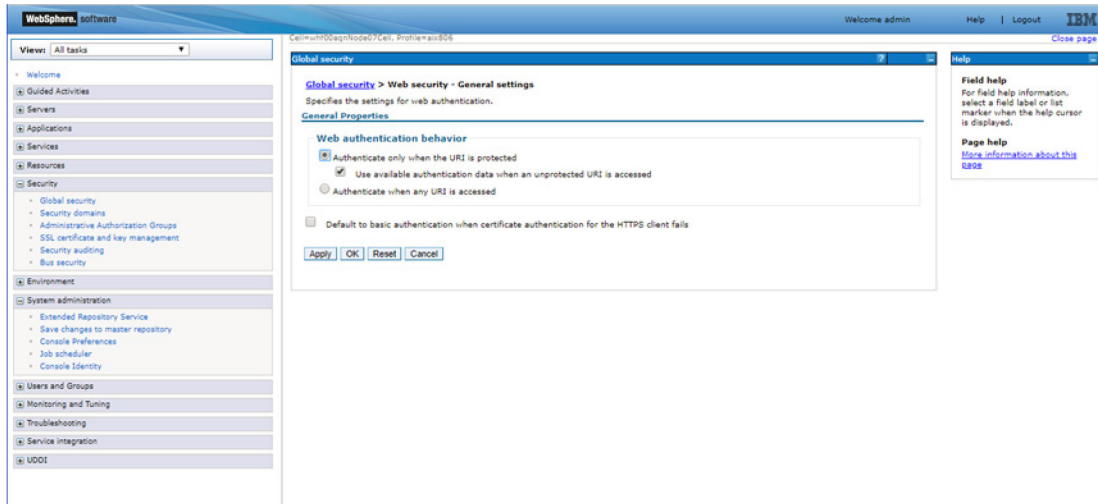 WebSphere. software
Welcome admin
Help | Logout
IBM
View: All tasks
Welcome
Guided Activities
Servers
Applications
Services
Resources
Security
Global security
Security domains
Administrative Authorization Groups
SSL certificate and key management
Security auditing
Bus security
Environment
System administration
Extended Repository Service
Save changes to master repository
Console Preferences
Job scheduler
Console Identity
Users and Groups
Monitoring and Tuning
Troubleshooting
Service integration
UDDI
Cell=whf00aqnNode07Cell, Profile=aix806
Close page
Global security
?
Global security > Web security - General settings
Specifies the settings for web authentication.
General Properties
Web authentication behavior
Authenticate only when the URI is protected
Use available authentication data when an unprotected URI is accessed
Authenticate when any URI is accessed
Default to basic authentication when certificate authentication for the HTTPS client fails
Apply OK Reset Cancel
Help
Field help
For field help information,
select a field label or list
marker when the help cursor
is displayed.
Page help
More information about this
page